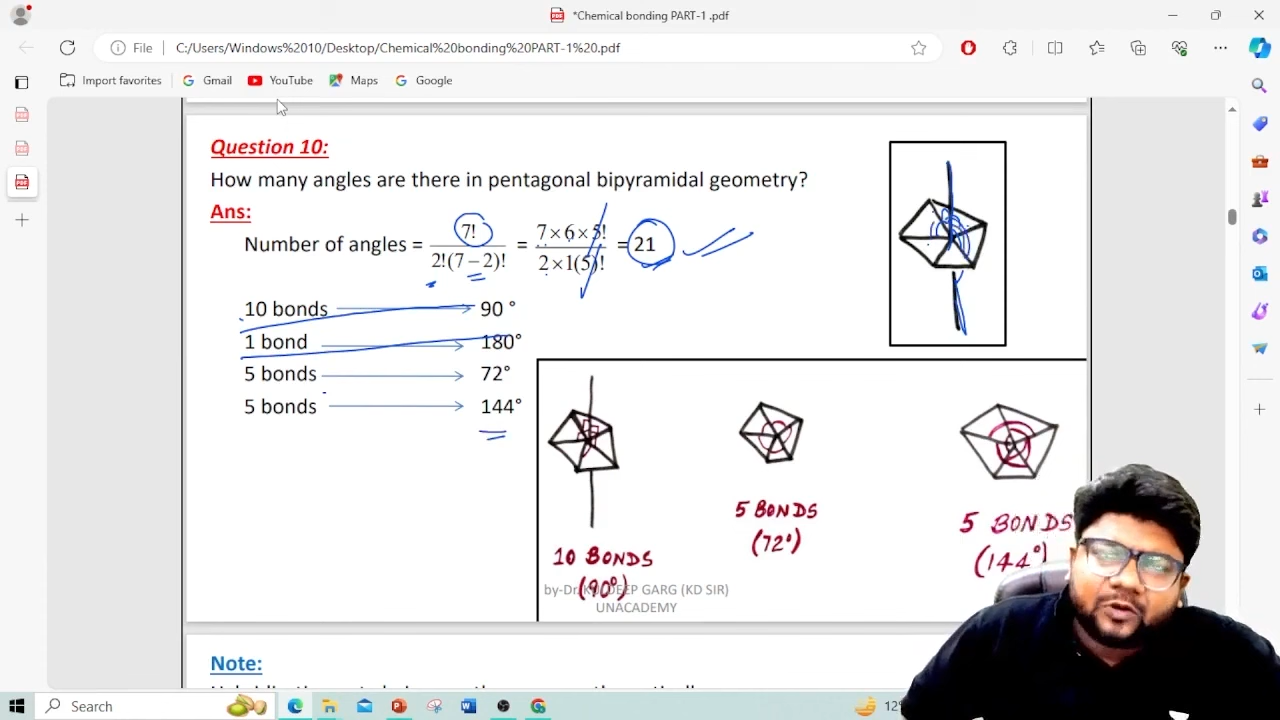 *Chemical bonding PART-1 .pdf
File C:/Users/Windows%2010/Desktop/Chemical%20bonding%20PART-1%20.pdf
Import favorites Gmail YouTube Maps Google
Question 10:
How many angles are there in pentagonal bipyramidal geometry?
Ans:
Number of angles = 7! / 2!(7 − 2)! = 7 × 6 × 5! / 2 × 1(5)! = 21
10 bonds 90 °
1 bond 180°
5 bonds 72°
5 bonds 144°
10 BONDS
(90°)
5 BONDS
(72°)
5 BONDS
(144°)
by-Dr. KULDEEP GARG (KD SIR)
UNACADEMY
Note:
Search
12°